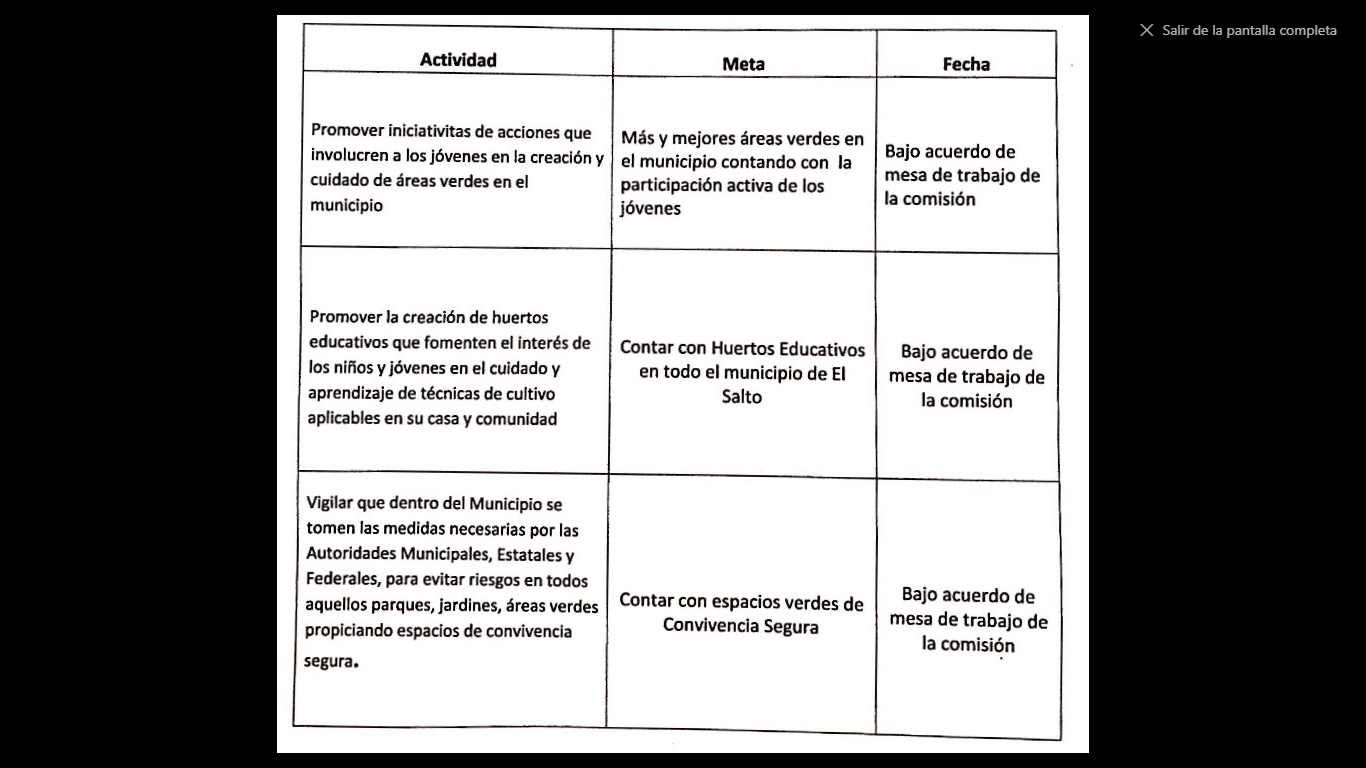 Salir de la pantalla completa
Actividad
Meta
Fecha
Promover iniciativitas de acciones que
involucren a los jóvenes en la creación y
cuidado de áreas verdes en el
municipio
Más y mejores áreas verdes en
el municipio contando con la
participación activa de los
jóvenes
Bajo acuerdo de
mesa de trabajo de
la comisión
Promover la creación de huertos
educativos que fomenten el interés de
los niños y jóvenes en el cuidado y
aprendizaje de técnicas de cultivo
aplicables en su casa y comunidad
Contar con Huertos Educativos
en todo el municipio de El
Salto
Bajo acuerdo de
mesa de trabajo de
la comisión
Vigilar que dentro del Municipio se
tomen las medidas necesarias por las
Autoridades Municipales, Estatales y
Federales, para evitar riesgos en todos
aquellos parques, jardines, áreas verdes
propiciando espacios de convivencia
segura.
Contar con espacios verdes de
Convivencia Segura
Bajo acuerdo de
mesa de trabajo de
la comisión